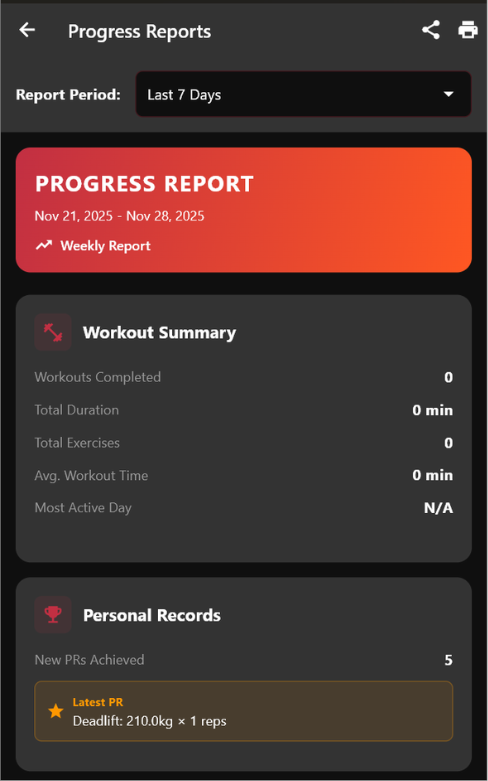 Progress Reports
Report Period: Last 7 Days
PROGRESS REPORT
Nov 21, 2025 - Nov 28, 2025
Weekly Report
Workout Summary
Workouts Completed 0
Total Duration 0 min
Total Exercises 0
Avg. Workout Time 0 min
Most Active Day N/A
Personal Records
New PRs Achieved 5
Latest PR
Deadlift: 210.0kg × 1 reps